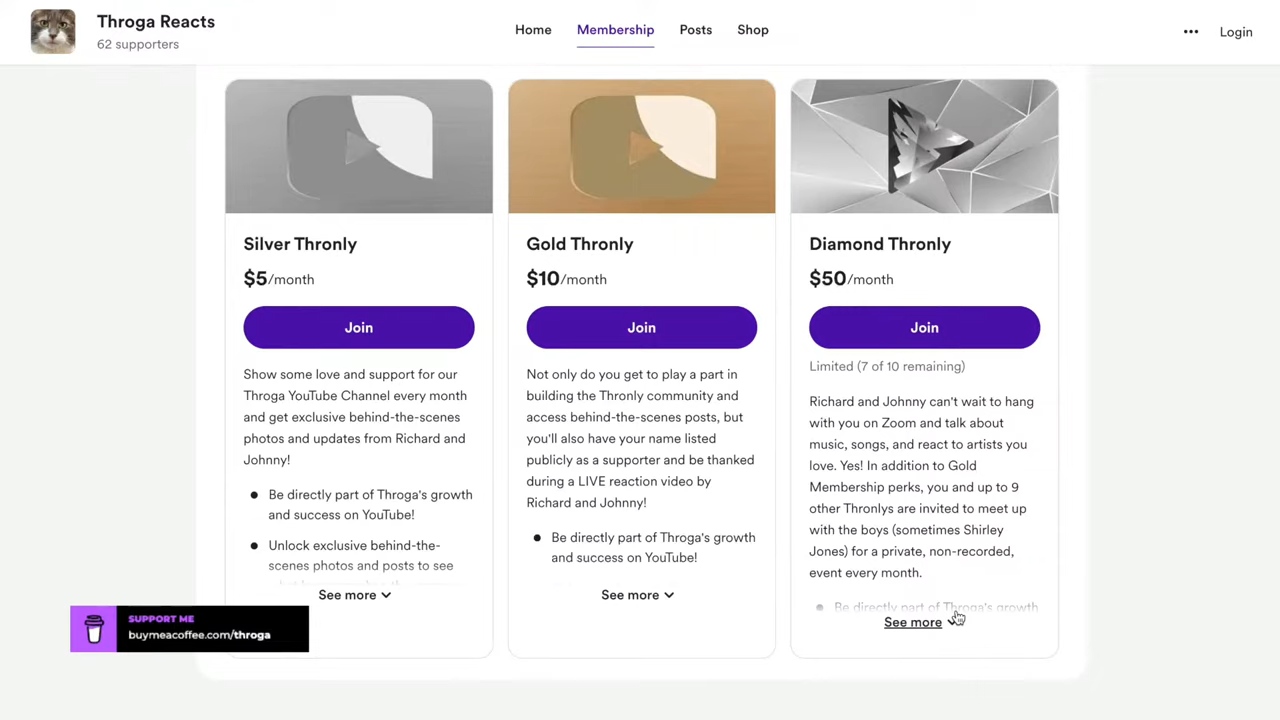 Throga Reacts
62 supporters
Home
Membership
Posts
Shop
•••
Login
Silver Thronly
$5/month
Join
Show some love and support for our
Throga YouTube Channel every month
and get exclusive behind-the-scenes
photos and updates from Richard and
Johnny!
• Be directly part of Throga's growth
and success on YouTube!
• Unlock exclusive behind-the-
scenes photos and posts to see
See more
Gold Thronly
$10/month
Join
Not only do you get to play a part in
building the Thronly community and
access behind-the-scenes posts, but
you'll also have your name listed
publicly as a supporter and be thanked
during a LIVE reaction video by
Richard and Johnny!
• Be directly part of Throga's growth
and success on YouTube!
See more
Diamond Thronly
$50/month
Join
Limited (7 of 10 remaining)
Richard and Johnny can't wait to hang
with you on Zoom and talk about
music, songs, and react to artists you
love. Yes! In addition to Gold
Membership perks, you and up to 9
other Thronlys are invited to meet up
with the boys (sometimes Shirley
Jones) for a private, non-recorded,
event every month.
• Be directly part of Throga's growth
See more
SUPPORT ME
buymeacoffee.com/throga